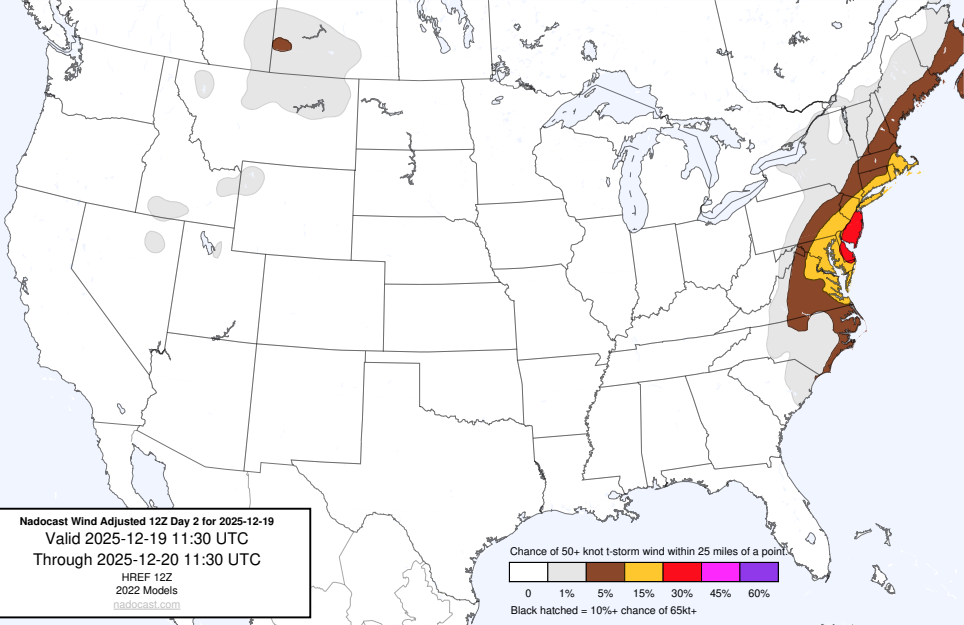 Nadocast Wind Adjusted 12Z Day 2 for 2025-12-19
Valid 2025-12-19 11:30 UTC
Through 2025-12-20 11:30 UTC
HREF 12Z
2022 Models
nadocast.com
Chance of 50+ knot t-storm wind within 25 miles of a point.
0 1% 5% 15% 30% 45% 60%
Black hatched = 10%+ chance of 65kt+